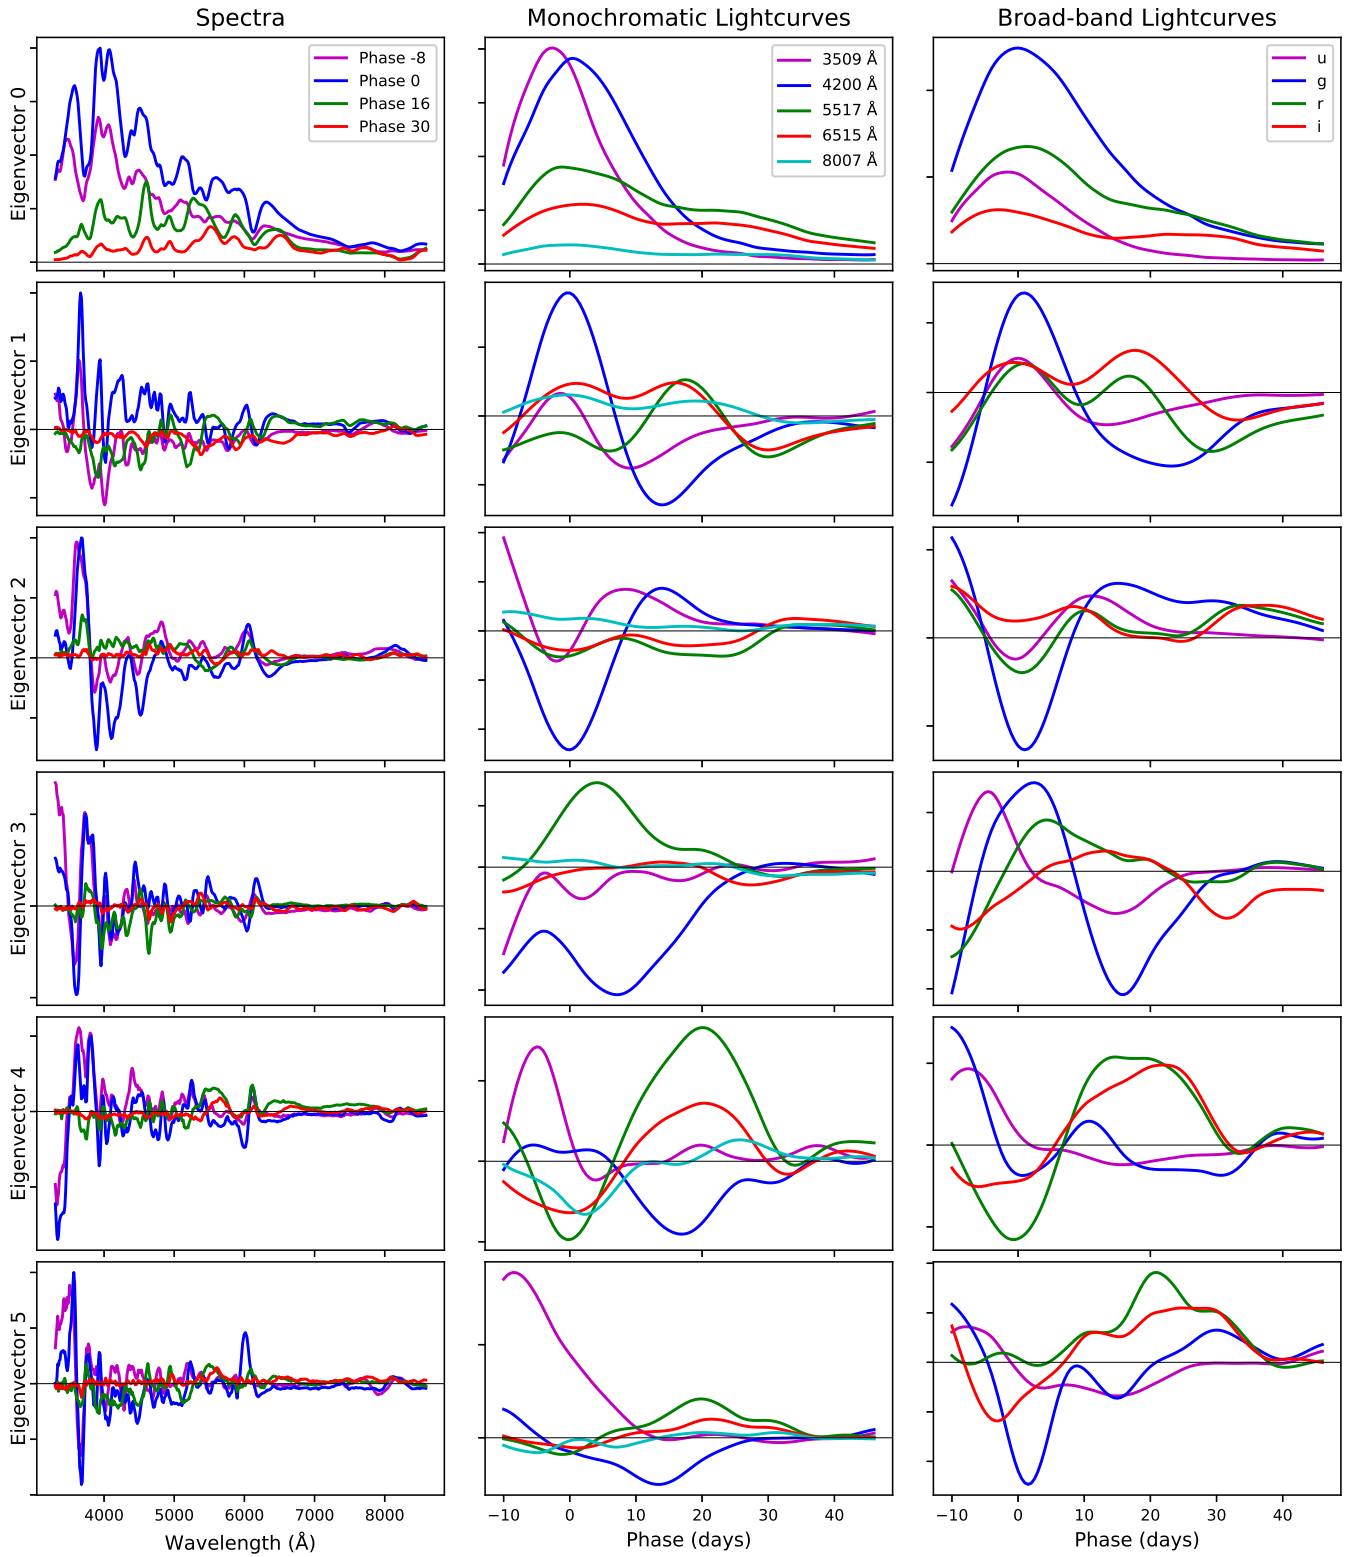 Spectra
Monochromatic Lightcurves
Broad-band Lightcurves
Eigenvector 0
Phase -8
Phase 0
Phase 16
Phase 30
3509 Å
4200 Å
5517 Å
6515 Å
8007 Å
u
g
r
i
Eigenvector 1
Eigenvector 2
Eigenvector 3
Eigenvector 4
Eigenvector 5
4000 5000 6000 7000 8000
Wavelength (Å)
−10 0 10 20 30 40
Phase (days)
−10 0 10 20 30 40
Phase (days)